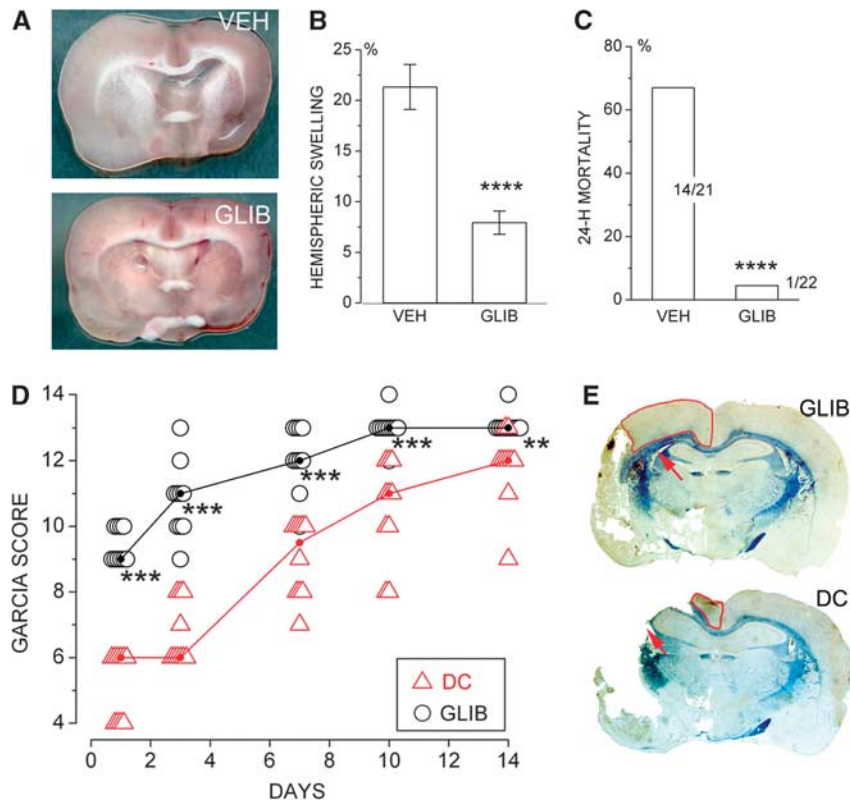 A
VEH
GLIB
B
%
25
20
15
10
5
0
HEMISPHERIC SWELLING
****
VEH
GLIB
C
%
80
60
40
20
0
24-H MORTALITY
14/21
****
1/22
VEH
GLIB
D
14
12
10
8
6
4
GARCIA SCORE
***
***
***
***
**
DC
GLIB
0
2
4
6
8
10
12
14
DAYS
E
GLIB
DC